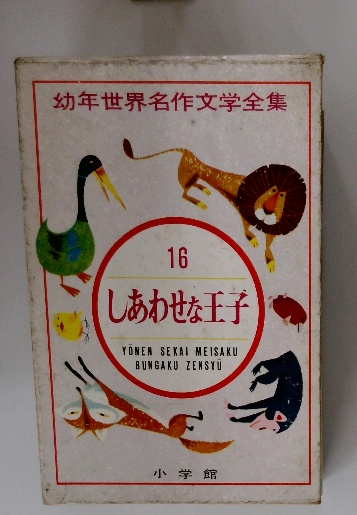 幼年世界名作文学全集
16
しあわせな王子
YŌNEN SEKAI MEISAKU
BUNGAKU ZENSYŪ
小学館